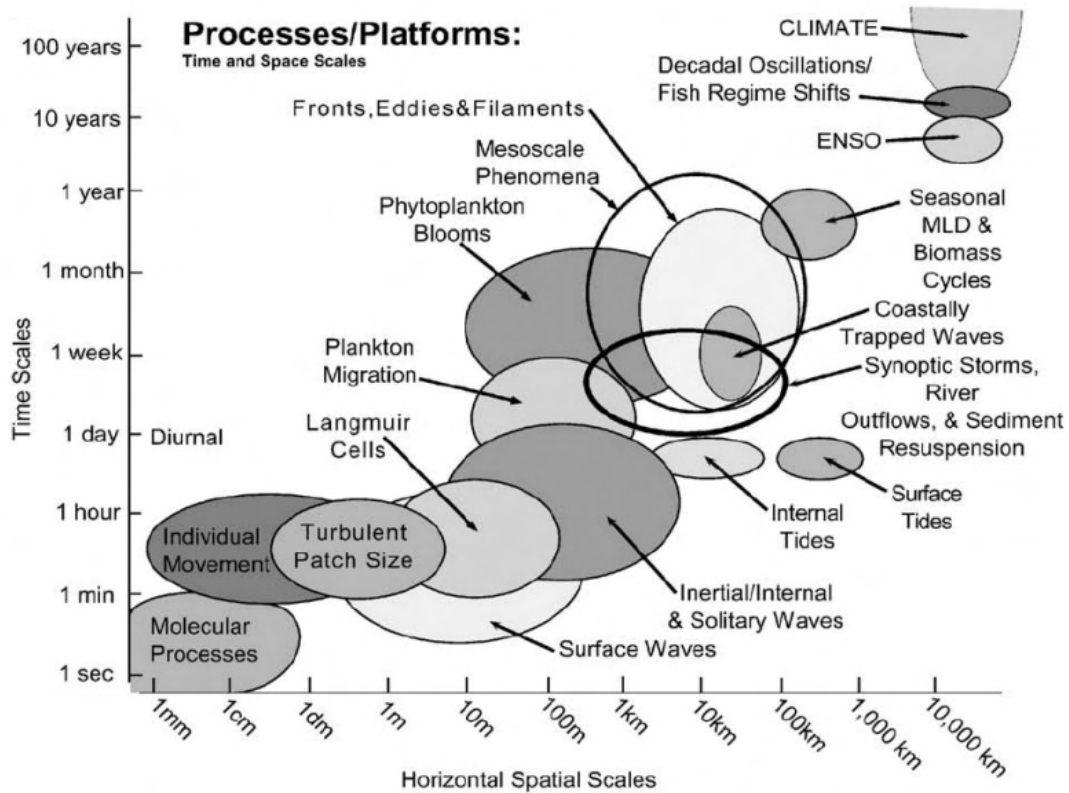 Processes/Platforms:
Time and Space Scales
CLIMATE
Decadal Oscillations/
Fish Regime Shifts
ENSO
Fronts,Eddies&Filaments
Mesoscale
Phenomena
Phytoplankton
Blooms
Seasonal
MLD &
Biomass
Cycles
Coastally
Trapped Waves
Plankton
Migration
Synoptic Storms,
River
Outflows, & Sediment
Resuspension
Langmuir
Cells
Diurnal
Internal
Tides
Surface
Tides
Individual
Movement
Turbulent
Patch Size
Inertial/Internal
& Solitary Waves
Surface Waves
Molecular
Processes
Time Scales
100 years
10 years
1 year
1 month
1 week
1 day
1 hour
1 min
1 sec
1mm
1cm
1dm
1m
10m
100m
1km
10km
100km
1,000 km
10,000 km
Horizontal Spatial Scales